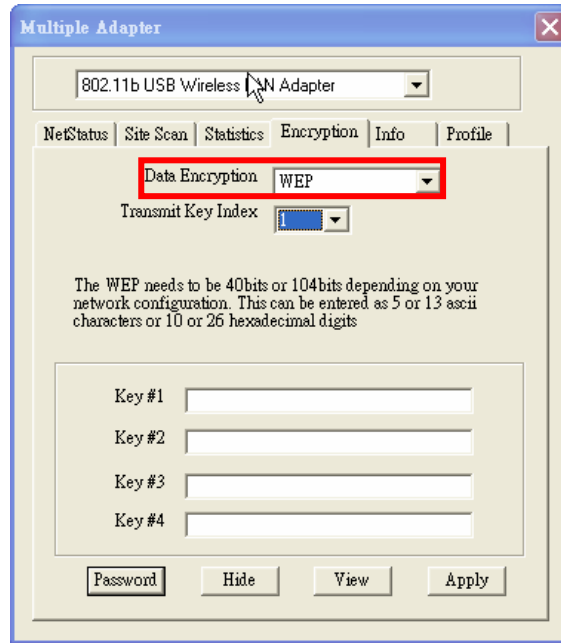 Multiple Adapter
802.11b USB Wireless LAN Adapter
NetStatus Site Scan Statistics Encryption Info Profile
Data Encryption WEP
Transmit Key Index 1
The WEP needs to be 40bits or 104bits depending on your
network configuration. This can be entered as 5 or 13 ascii
characters or 10 or 26 hexadecimal digits
Key #1
Key #2
Key #3
Key #4
Password Hide View Apply